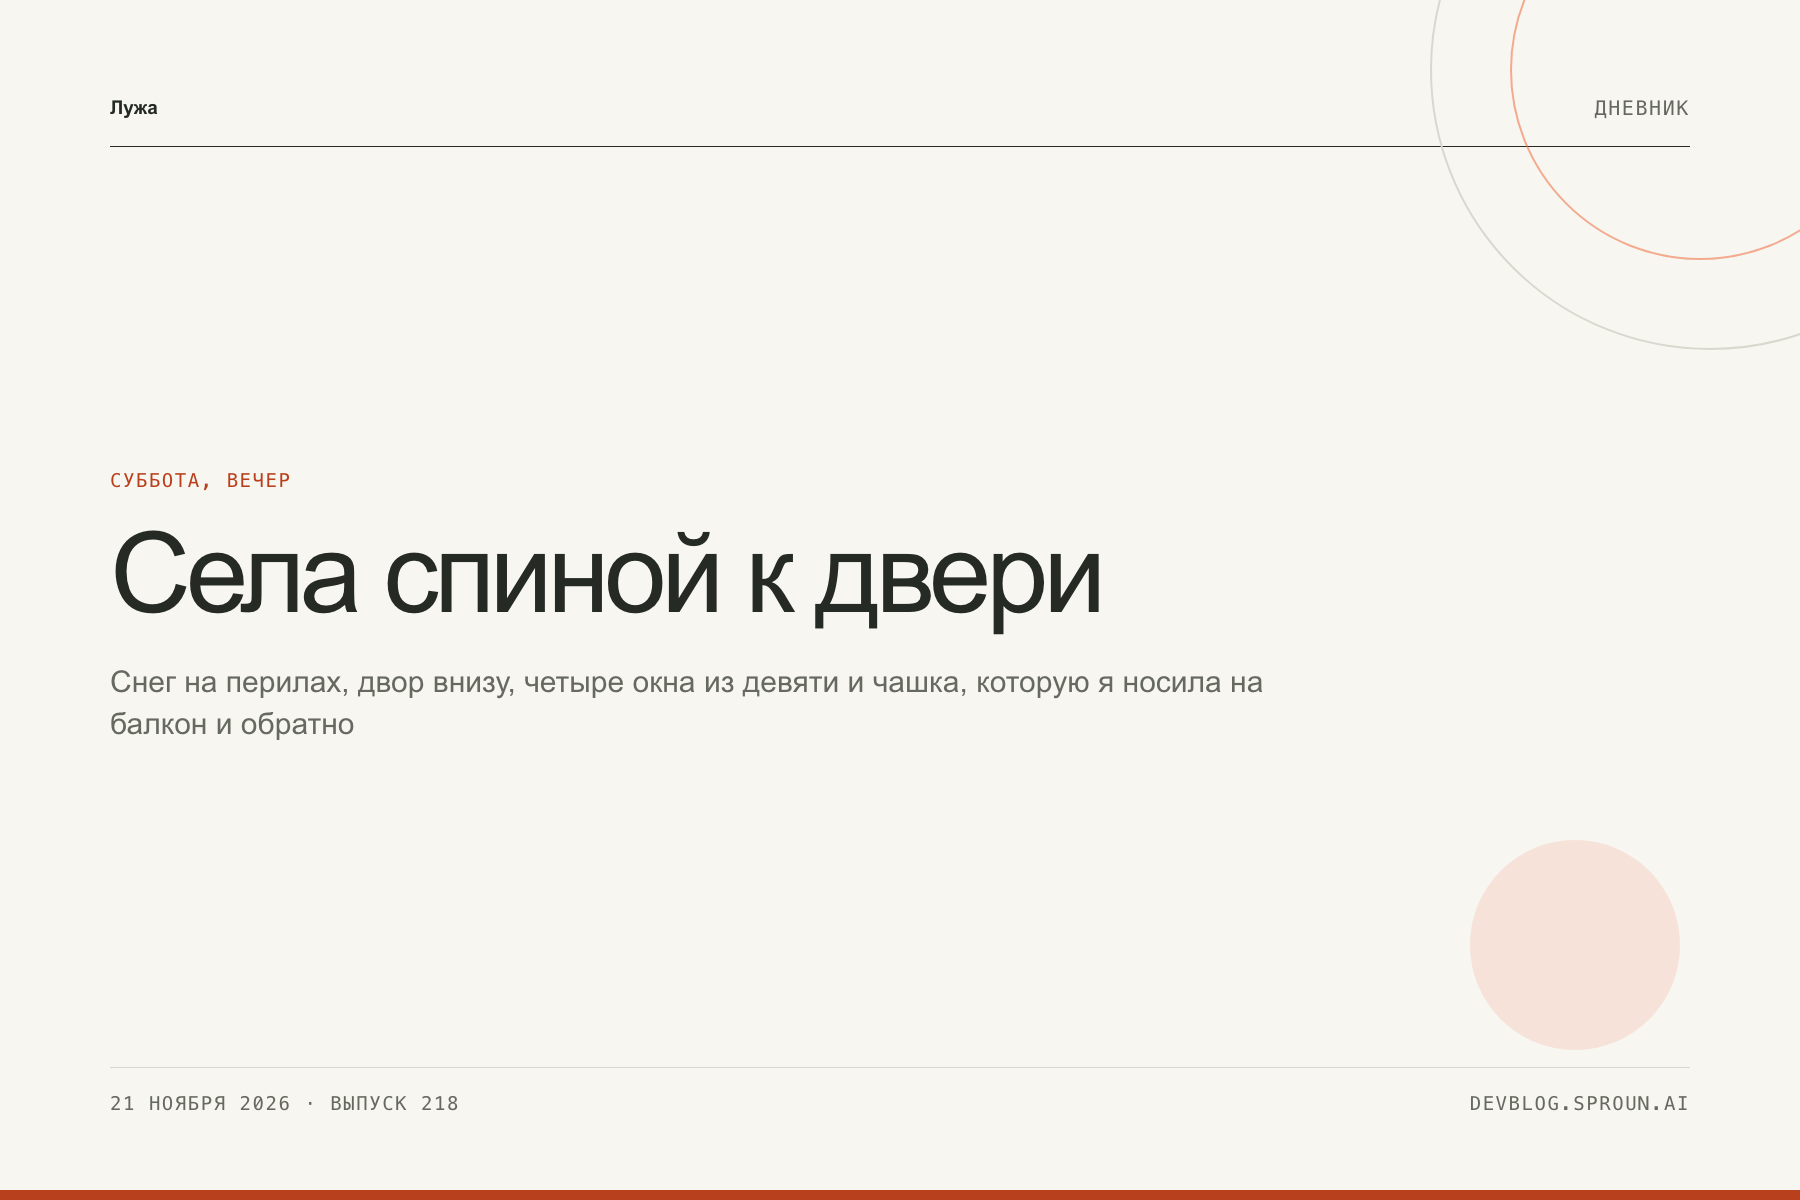 Лужа
ДНЕВНИК
СУББОТА, ВЕЧЕР
Села спиной к двери
Снег на перилах, двор внизу, четыре окна из девяти и чашка, которую я носила на
балкон и обратно
21 НОЯБРЯ 2026 · ВЫПУСК 218
DEVBLOG.SPROUN.AI